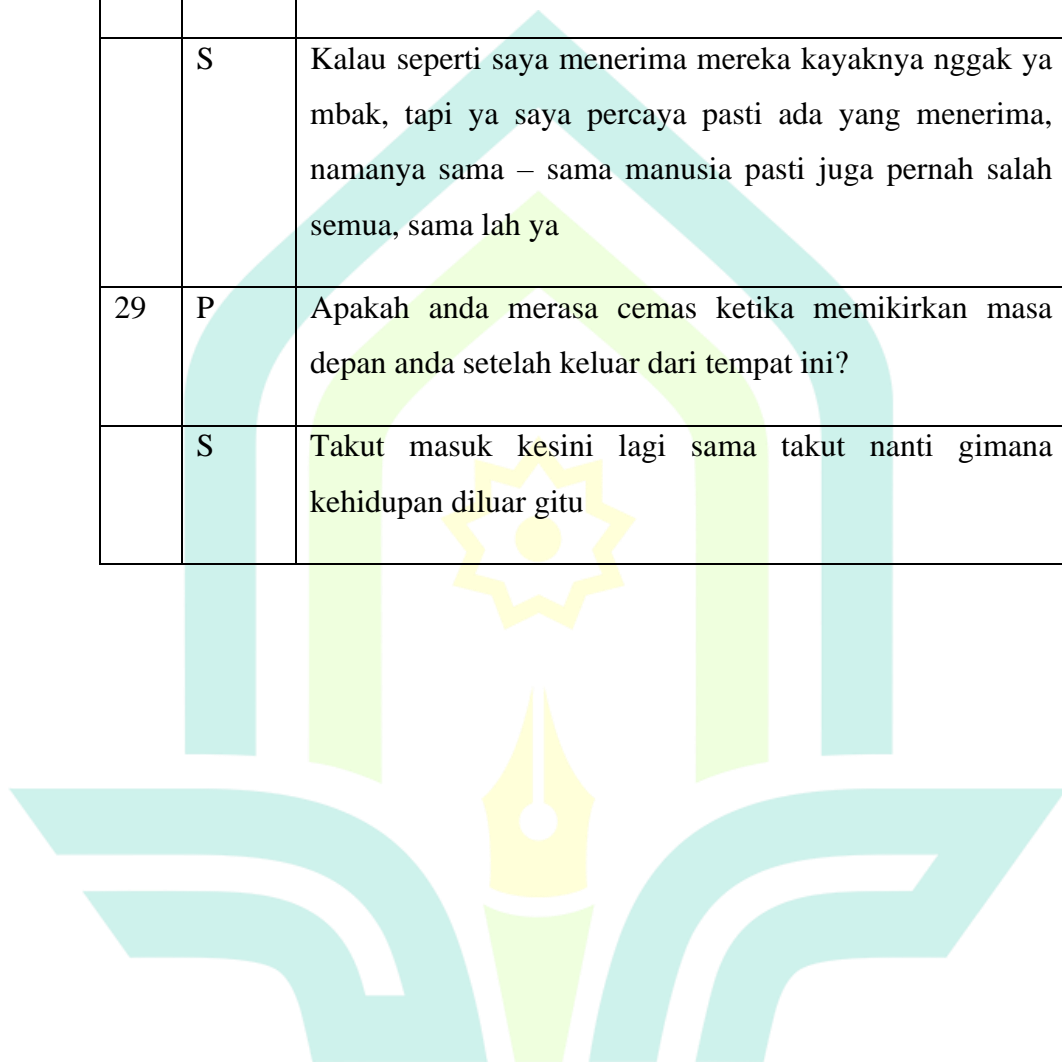 S Kalau seperti saya menerima mereka kayaknya nggak ya
mbak, tapi ya saya percaya pasti ada yang menerima,
namanya sama – sama manusia pasti juga pernah salah
semua, sama lah ya
29 P Apakah anda merasa cemas ketika memikirkan masa
depan anda setelah keluar dari tempat ini?
S Takut masuk kesini lagi sama takut nanti gimana
kehidupan diluar gitu